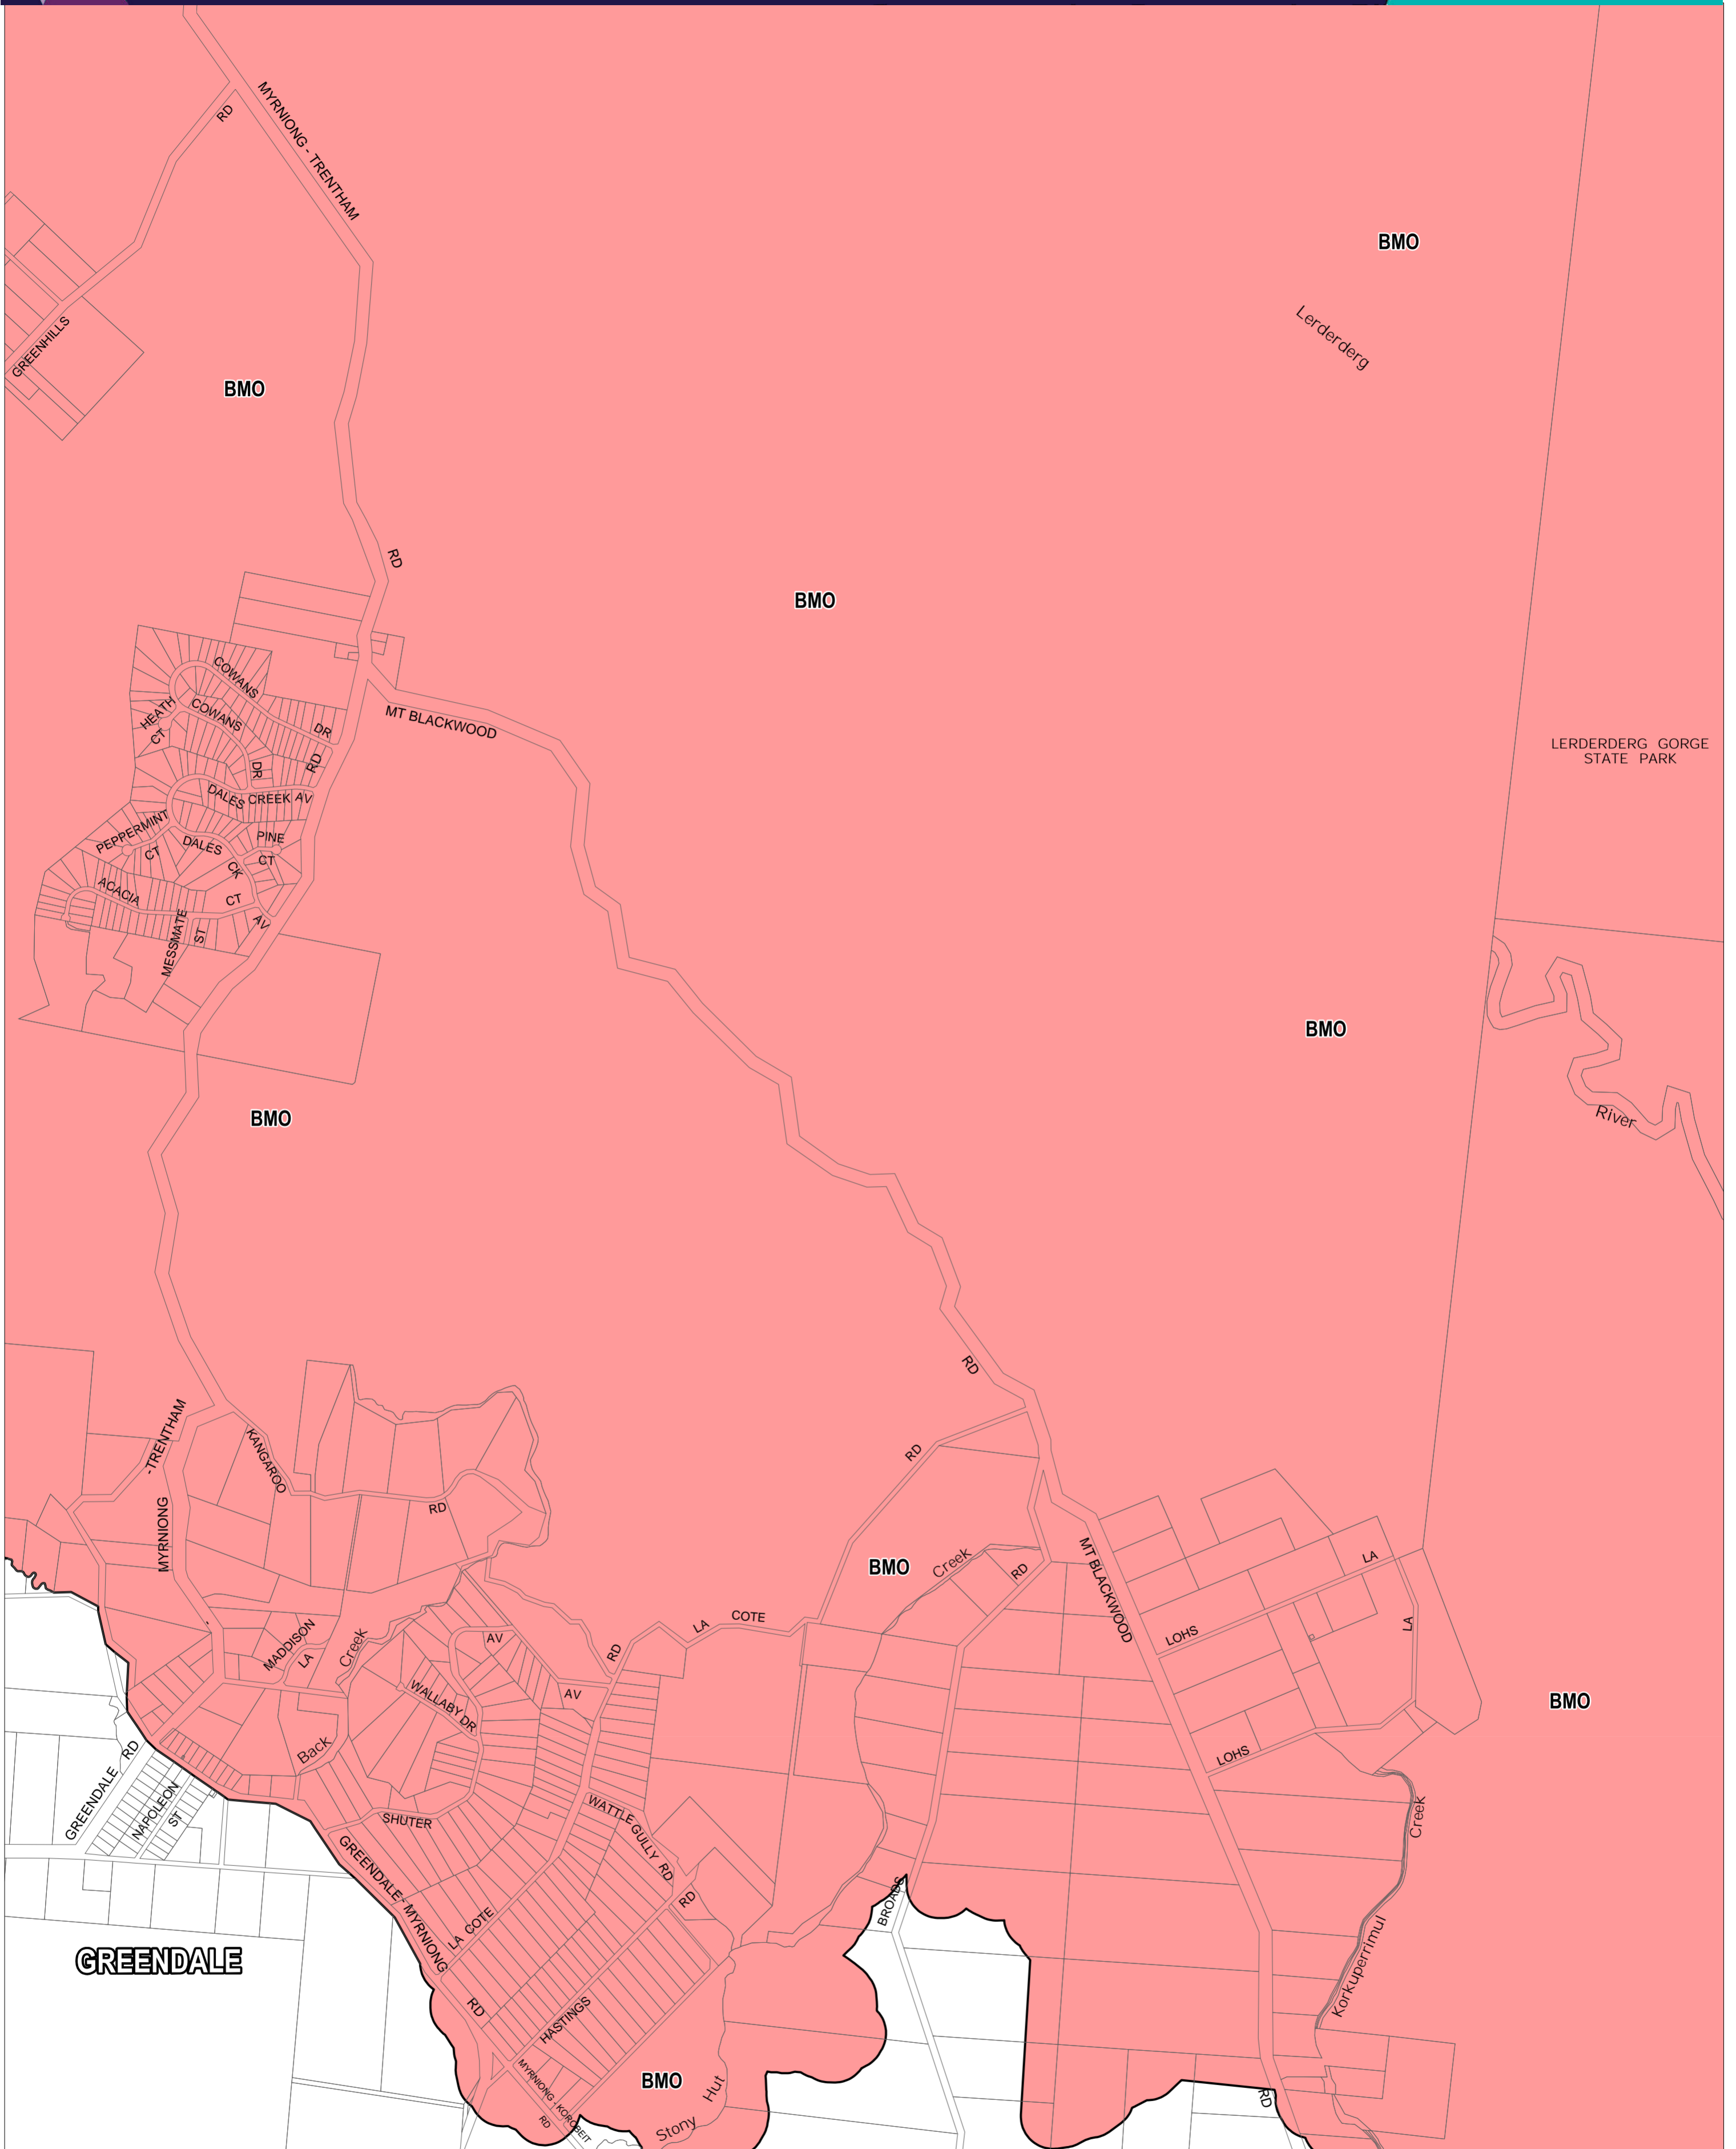 MYRNIONG - TRENTHAM
RD
BMO
Lerderderg
GREENHILLS
BMO
RD
BMO
COWANS
HEATH
CT
COWANS
DR
MT BLACKWOOD
LERDERDERG GORGE
STATE PARK
DR
RD
DALES
CREEK AV
PEPPERMINT
CT
DALES
PINE
CT
CK
ACACIA
CT
AV
MESSMATE
ST
BMO
River
BMO
RD
-TRENTHAM
KANGAROO
RD
RD
MYRNIONG
MT BLACKWOOD
BMO
Creek
RD
LA
-
MADDISON
LA
Creek
AV
RD
LA
COTE
LOHS
LA
WALLABY DR
AV
BMO
Back
LOHS
GREENDALE RD
NAPOLEON
ST
SHUTER
WATTLE GULLY RD
Creek
GREENDALE - MYRNIONG
RD
LA COTE
RD
BROADS
GREENDALE
HASTINGS
Korkuperrimul
MYRNIONG - KOROBEIT
RD
BMO
Stony
Hut
RD